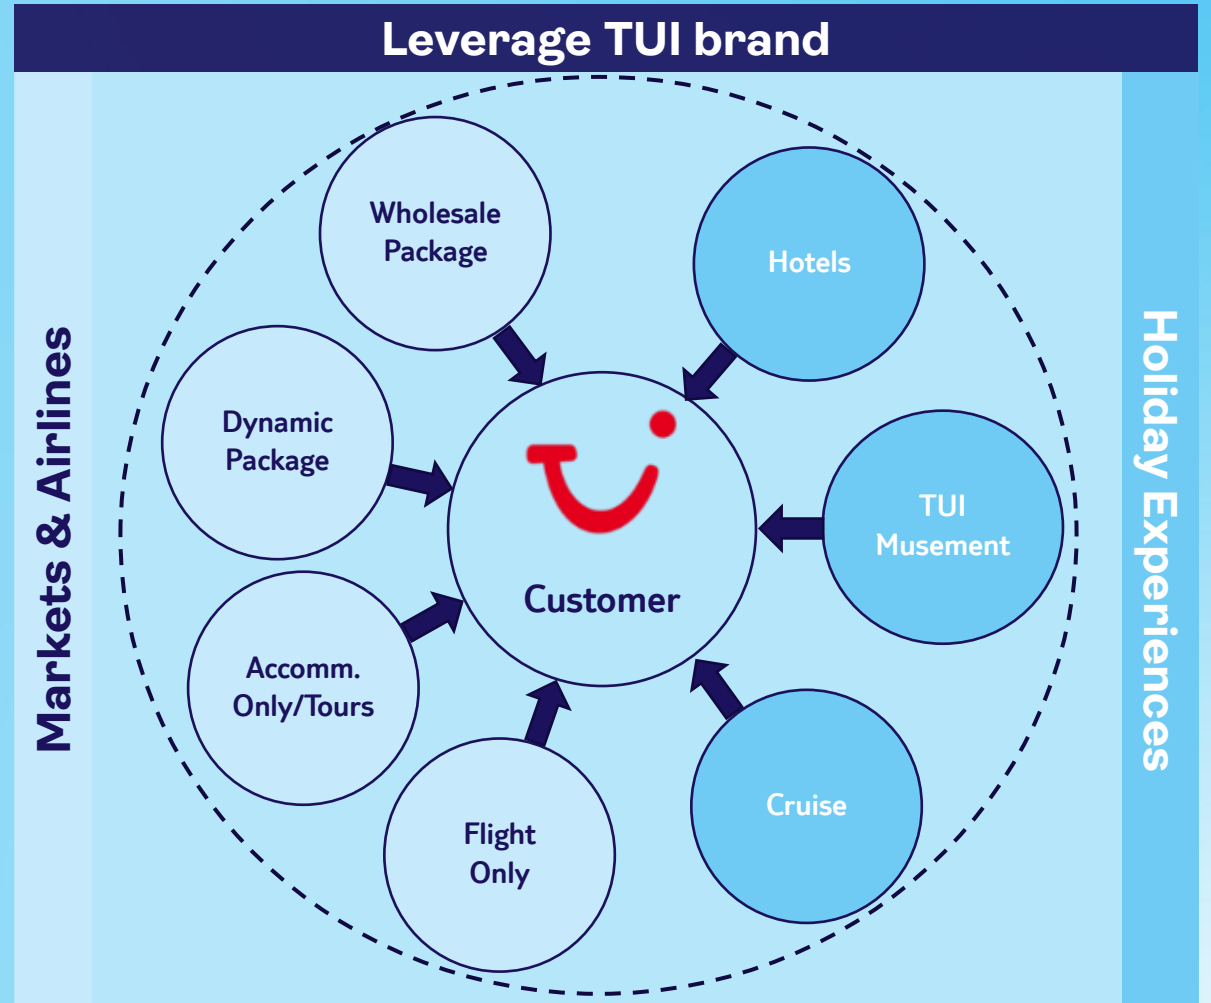 Leverage TUI brand
Markets & Airlines
Wholesale
Package
Dynamic
Package
Accomm.
Only/Tours
Flight
Only
Customer
Hotels
TUI
Musement
Cruise
Holiday Experiences